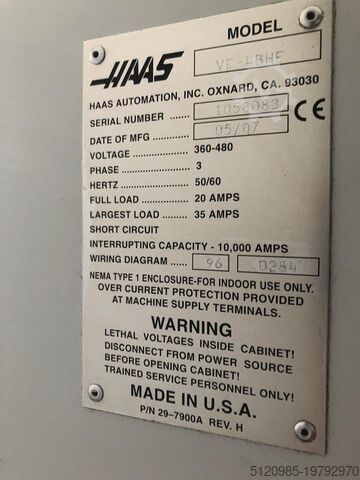 MODEL
HAAS VE-4BHE
HAAS AUTOMATION, INC. OXNARD, CA. 93030
SERIAL NUMBER 1058083 CE
DATE OF MFG 05/07
VOLTAGE 360-480
PHASE 3
HERTZ 50/60
FULL LOAD 20 AMPS
LARGEST LOAD 35 AMPS
SHORT CIRCUIT
INTERRUPTING CAPACITY - 10,000 AMPS
WIRING DIAGRAM 96 0284
NEMA TYPE 1 ENCLOSURE-FOR INDOOR USE ONLY.
OVER CURRENT PROTECTION PROVIDED
AT MACHINE SUPPLY TERMINALS.
WARNING
LETHAL VOLTAGES INSIDE CABINET!
DISCONNECT FROM POWER SOURCE
BEFORE OPENING CABINET!
TRAINED SERVICE PERSONNEL ONLY!
MADE IN U.S.A.
P/N 29-7900A REV. H
5120985-19792970